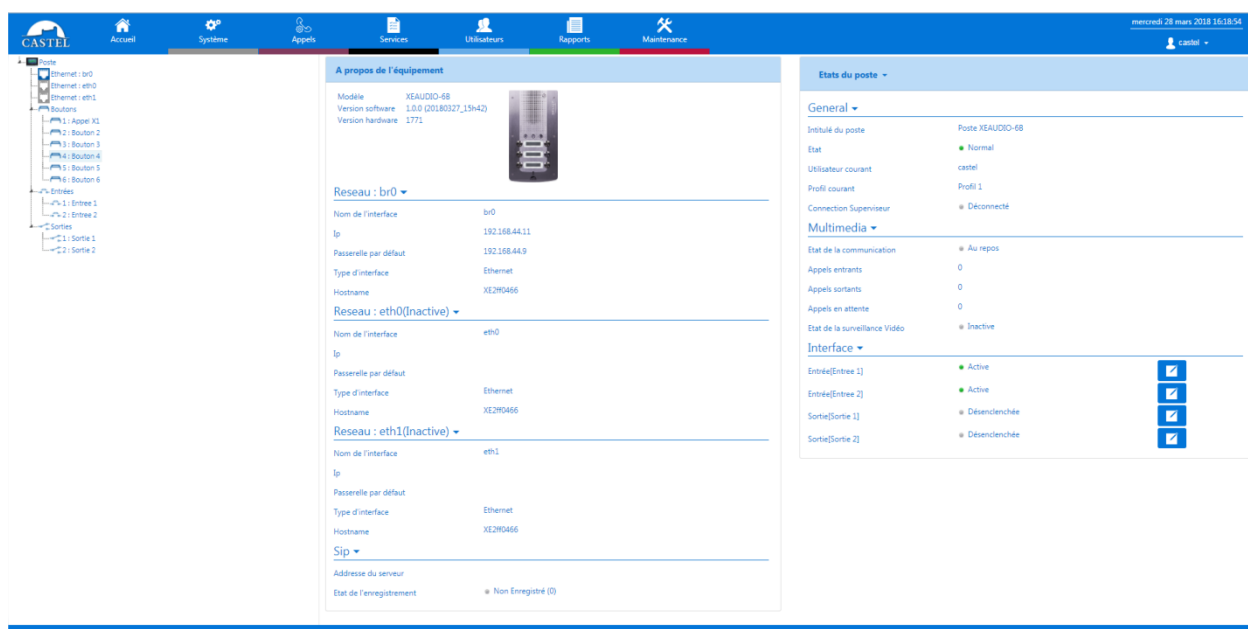 CASTEL
Accueil
Système
Appels
Services
Utilisateurs
Rapports
Maintenance
mercredi 28 mars 2018 16:18:54
castel
Poste
Ethernet : br0
Ethernet : eth0
Ethernet : eth1
Boutons
1 : Appel X1
2 : Bouton 2
3 : Bouton 3
4 : Bouton 4
5 : Bouton 5
6 : Bouton 6
Entrées
1 : Entree 1
2 : Entree 2
Sorties
1 : Sortie 1
2 : Sortie 2
A propos de l'équipement
Modèle XEAUDIO-6B
Version software 1.0.0 (20180327_15h42)
Version hardware 1771
Reseau : br0
Nom de l'interface br0
Ip 192.168.44.11
Passerelle par défaut 192.168.44.9
Type d'interface Ethernet
Hostname XE2ff0466
Reseau : eth0(Inactive)
Nom de l'interface eth0
Ip
Passerelle par défaut
Type d'interface Ethernet
Hostname XE2ff0466
Reseau : eth1(Inactive)
Nom de l'interface eth1
Ip
Passerelle par défaut
Type d'interface Ethernet
Hostname XE2ff0466
Sip
Addresse du serveur
Etat de l'enregistrement Non Enregistré (0)
Etats du poste
General
Intitulé du poste Poste XEAUDIO-6B
Etat Normal
Utilisateur courant castel
Profil courant Profil 1
Connection Superviseur Déconnecté
Multimedia
Etat de la communication Au repos
Appels entrants 0
Appels sortants 0
Appels en attente 0
Etat de la surveillance Vidéo Inactive
Interface
Entrée[Entree 1] Active
Entrée[Entree 2] Active
Sortie[Sortie 1] Désenclenchée
Sortie[Sortie 2] Désenclenchée